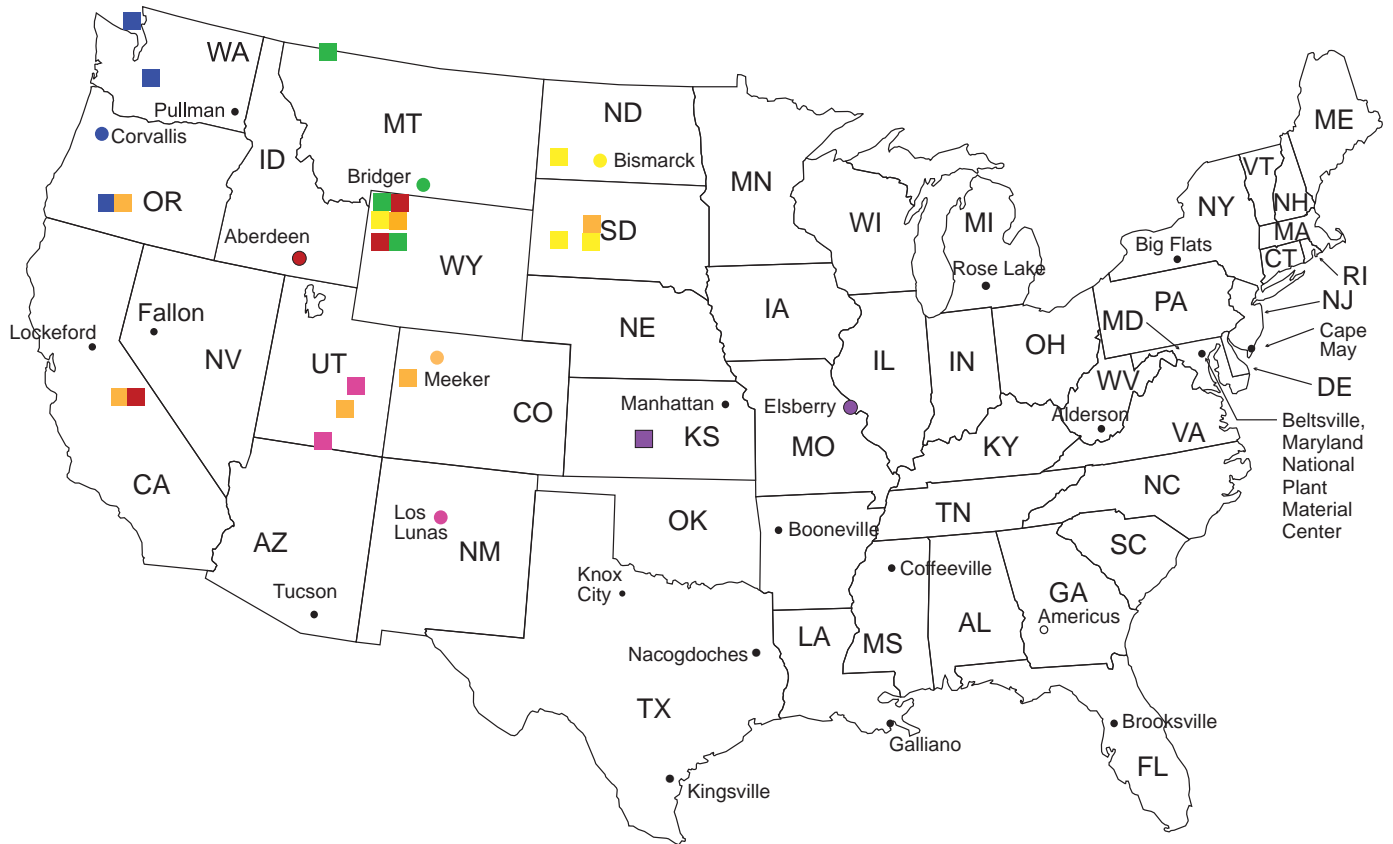 WA
Pullman
Corvallis
OR
ID
Aberdeen
MT
Bridger
WY
ND
Bismarck
SD
MN
WI
MI
Rose Lake
NY
Big Flats
VT
NH
ME
MA
CT
RI
NJ
Cape
May
PA
MD
DE
Beltsville,
Maryland
National
Plant
Material
Center
Lockeford
Fallon
NV
CA
UT
Meeker
CO
NE
IA
IL
IN
OH
WV
Alderson
VA
Manhattan
KS
Elsberry
MO
KY
NC
TN
SC
AZ
Tucson
Los
Lunas
NM
OK
Booneville
Knox
City
Coffeeville
GA
Americus
AL
MS
LA
Nacogdoches
TX
Galliano
Kingsville
Brooksville
FL